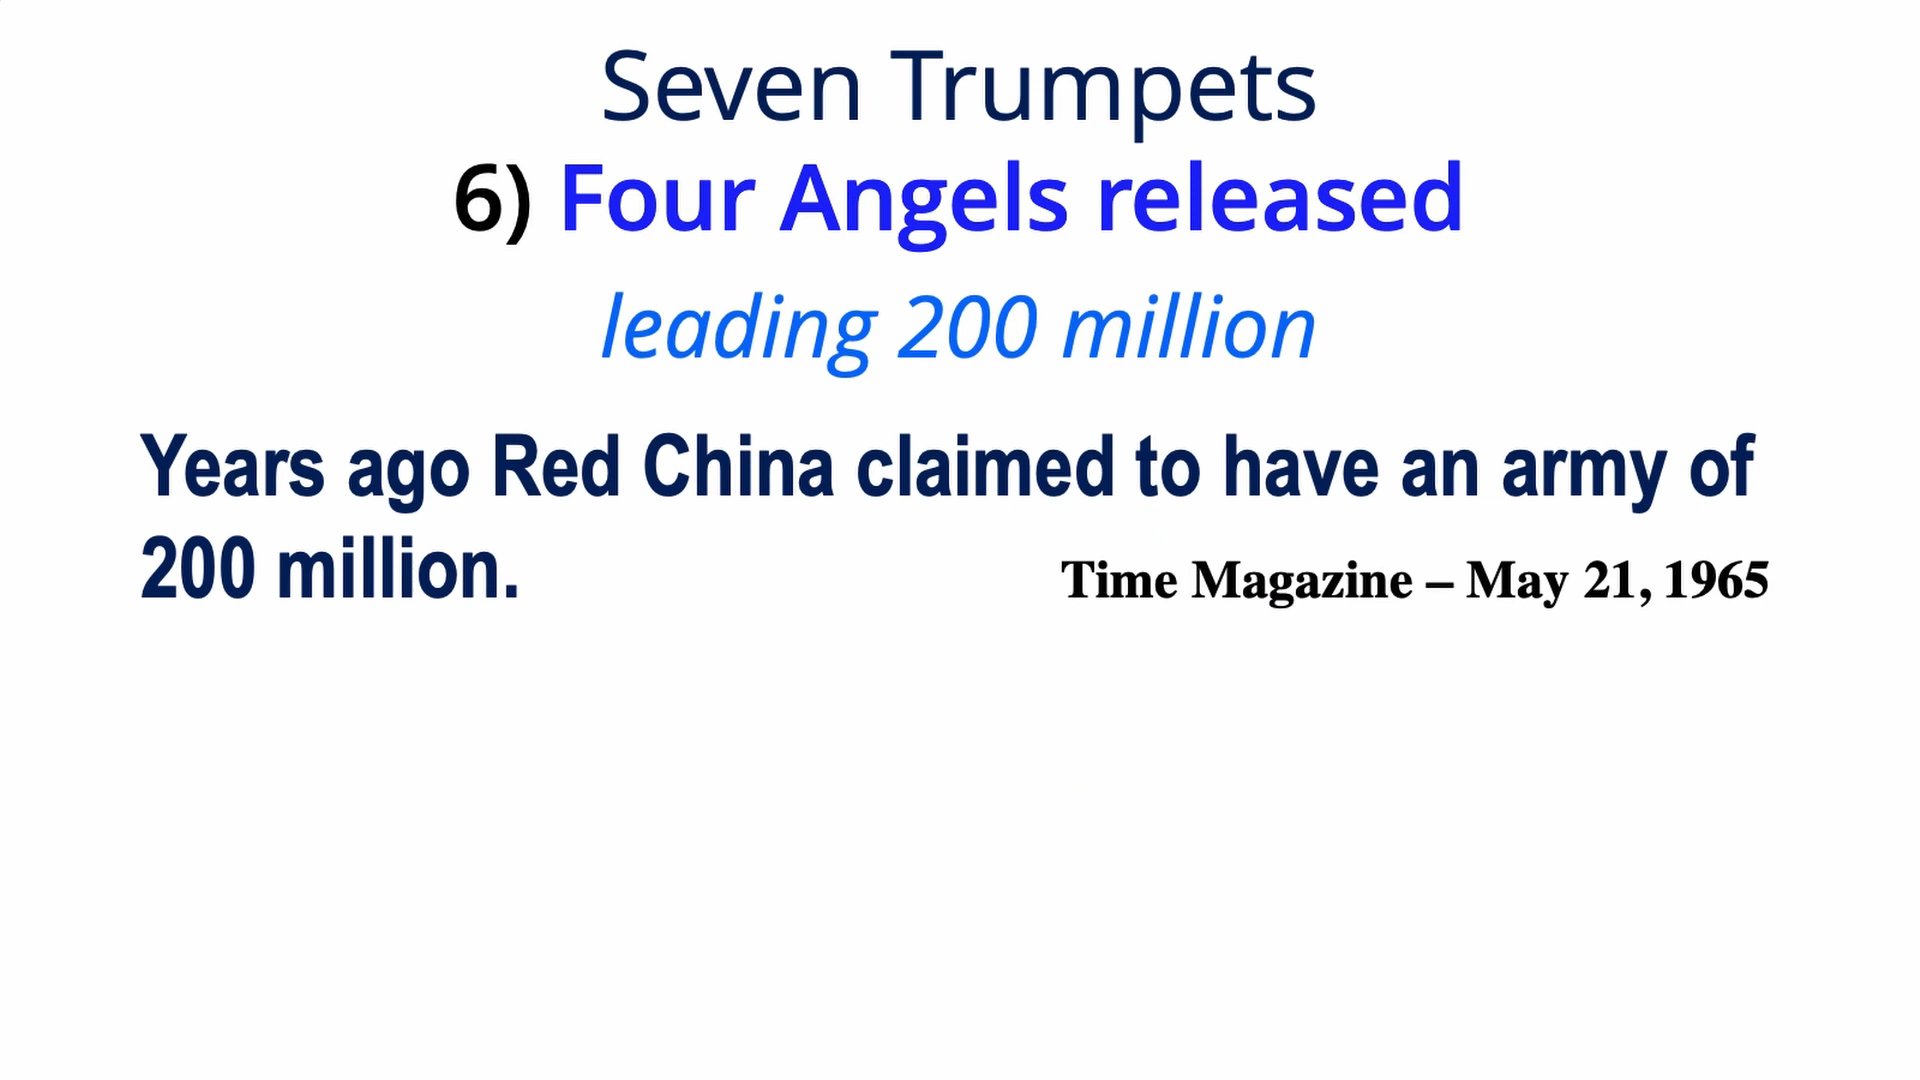 Seven Trumpets
6) Four Angels released
leading 200 million
Years ago Red China claimed to have an army of
200 million. Time Magazine – May 21, 1965